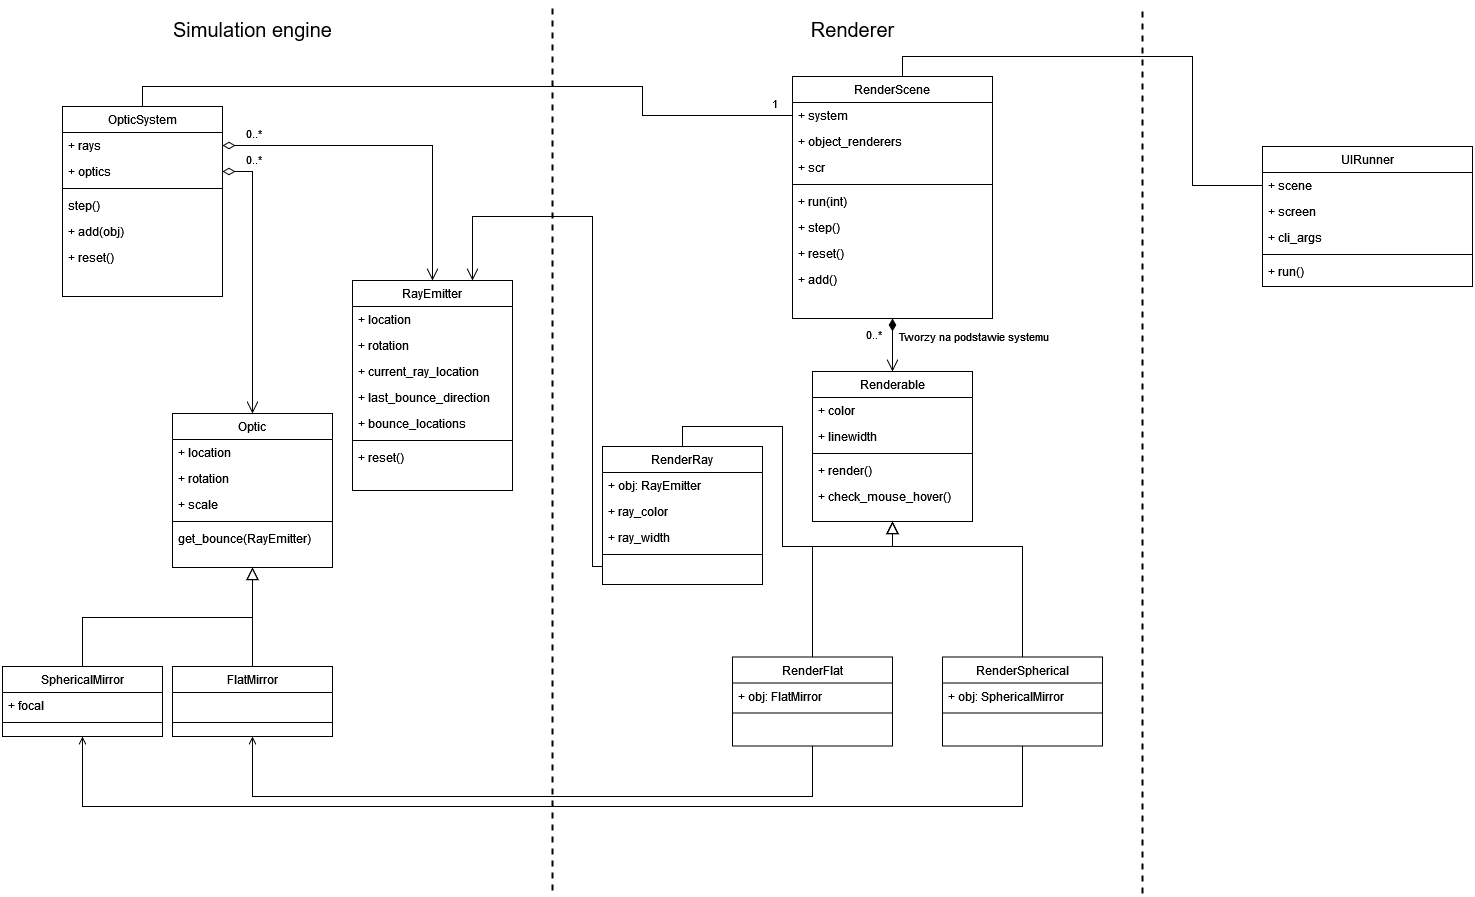 Simulation engine
Renderer
OpticSystem
+ rays
+ optics
step()
+ add(obj)
+ reset()
0..*
0..*
RayEmitter
+ location
+ rotation
+ current_ray_location
+ last_bounce_direction
+ bounce_locations
+ reset()
Optic
+ location
+ rotation
+ scale
get_bounce(RayEmitter)
SphericalMirror
+ focal
FlatMirror
1
RenderScene
+ system
+ object_renderers
+ scr
+ run(int)
+ step()
+ reset()
+ add()
0..*
Tworzy na podstawie systemu
Renderable
+ color
+ linewidth
+ render()
+ check_mouse_hover()
RenderRay
+ obj: RayEmitter
+ ray_color
+ ray_width
RenderFlat
+ obj: FlatMirror
RenderSpherical
+ obj: SphericalMirror
UIRunner
+ scene
+ screen
+ cli_args
+ run()